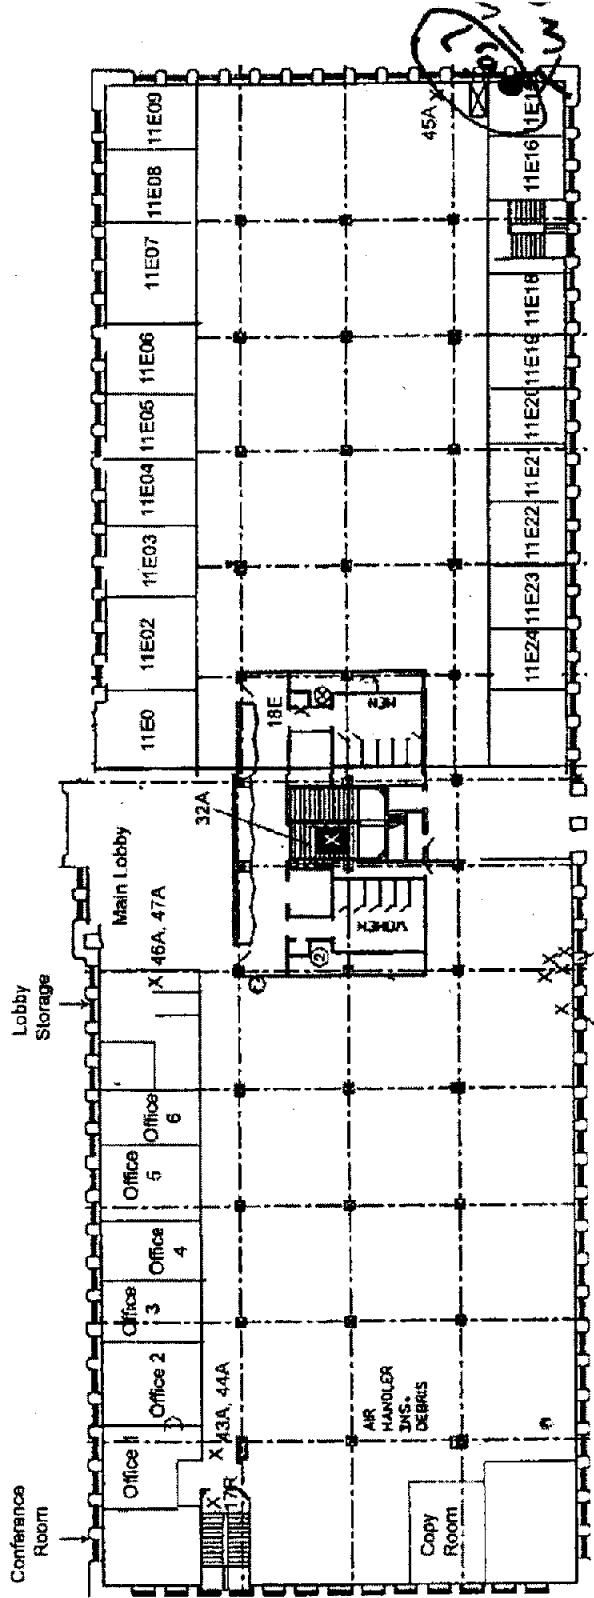 11E09
11E08
11E07
11E06
11E05
11E04
11E03
11E02
11E0
45A
11E16
11E18
11E19
11E20
11E21
11E22
11E23
11E24
18E
MEN
32A
Main Lobby
46A, 47A
WOMEN
2
Lobby
Storage
Office
6
Office
5
Office
4
Office
3
Office 2
Office 1
43A, 44A
AIR
HANDLER
INS.
DEBRIS
Conference
Room
Copy
Room